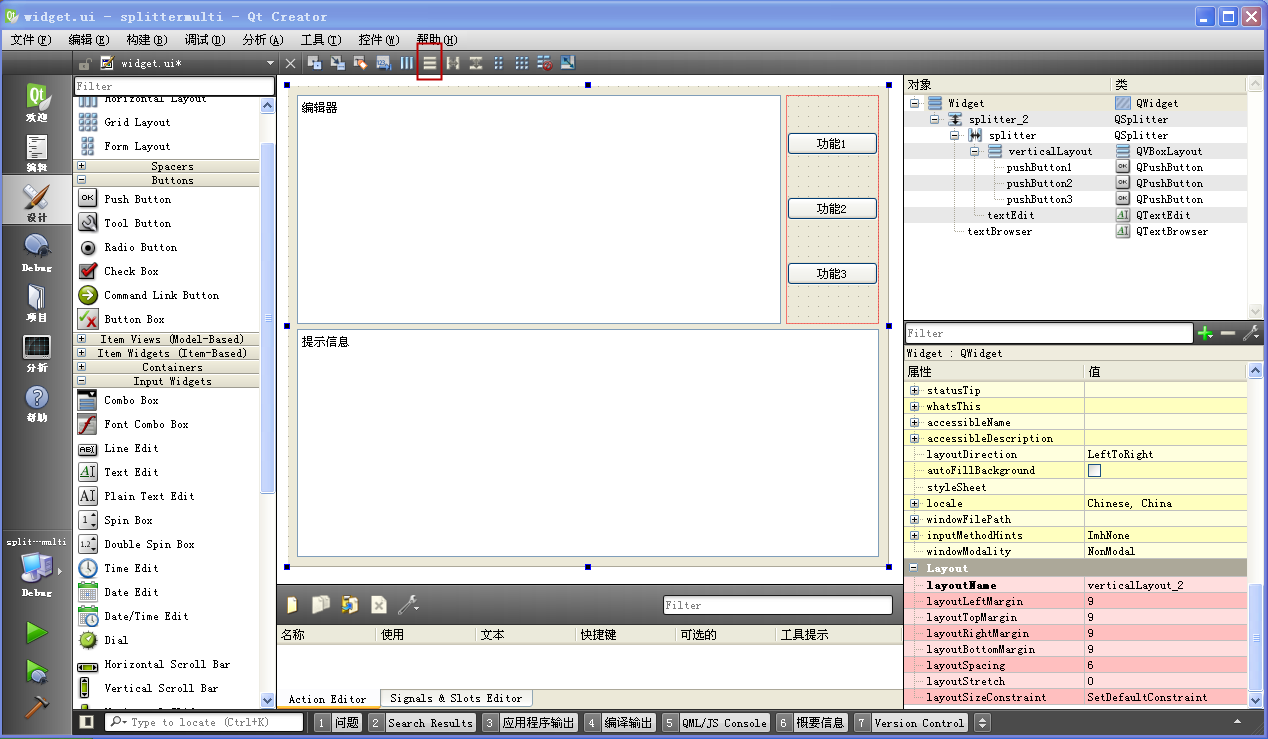 widget.ui - splittermulti - Qt Creator
文件(F) 编辑(E) 构建(B) 调试(D) 分析(A) 工具(T) 控件(W) 帮助(H)
widget.ui*
欢迎
编辑
设计
Debug
项目
分析
帮助
split…multi
Debug
Filter
Horizontal Layout
Grid Layout
Form Layout
Spacers
Buttons
OK Push Button
Tool Button
Radio Button
Check Box
Command Link Button
Button Box
Item Views (Model-Based)
Item Widgets (Item-Based)
Containers
Input Widgets
Combo Box
Font Combo Box
ABI Line Edit
AI Text Edit
AI Plain Text Edit
1 Spin Box
1.2 Double Spin Box
Time Edit
Date Edit
Date/Time Edit
Dial
Horizontal Scroll Bar
Vertical Scroll Bar
编辑器
功能1
功能2
功能3
提示信息
Filter
名称 使用 文本 快捷键 可选的 工具提示
Action Editor Signals & Slots Editor
对象 类
Widget QWidget
splitter_2 QSplitter
splitter QSplitter
verticalLayout QVBoxLayout
pushButton1 OK QPushButton
pushButton2 OK QPushButton
pushButton3 OK QPushButton
textEdit AI QTextEdit
textBrowser AI QTextBrowser
Filter
Widget : QWidget
属性 值
statusTip
whatsThis
accessibleName
accessibleDescription
layoutDirection LeftToRight
autoFillBackground
styleSheet
locale Chinese, China
windowFilePath
inputMethodHints ImhNone
windowModality NonModal
Layout
layoutName verticalLayout_2
layoutLeftMargin 9
layoutTopMargin 9
layoutRightMargin 9
layoutBottomMargin 9
layoutSpacing 6
layoutStretch 0
layoutSizeConstraint SetDefaultConstraint
Type to locate (Ctrl+K) 1 问题 2 Search Results 3 应用程序输出 4 编译输出 5 QML/JS Console 6 概要信息 7 Version Control